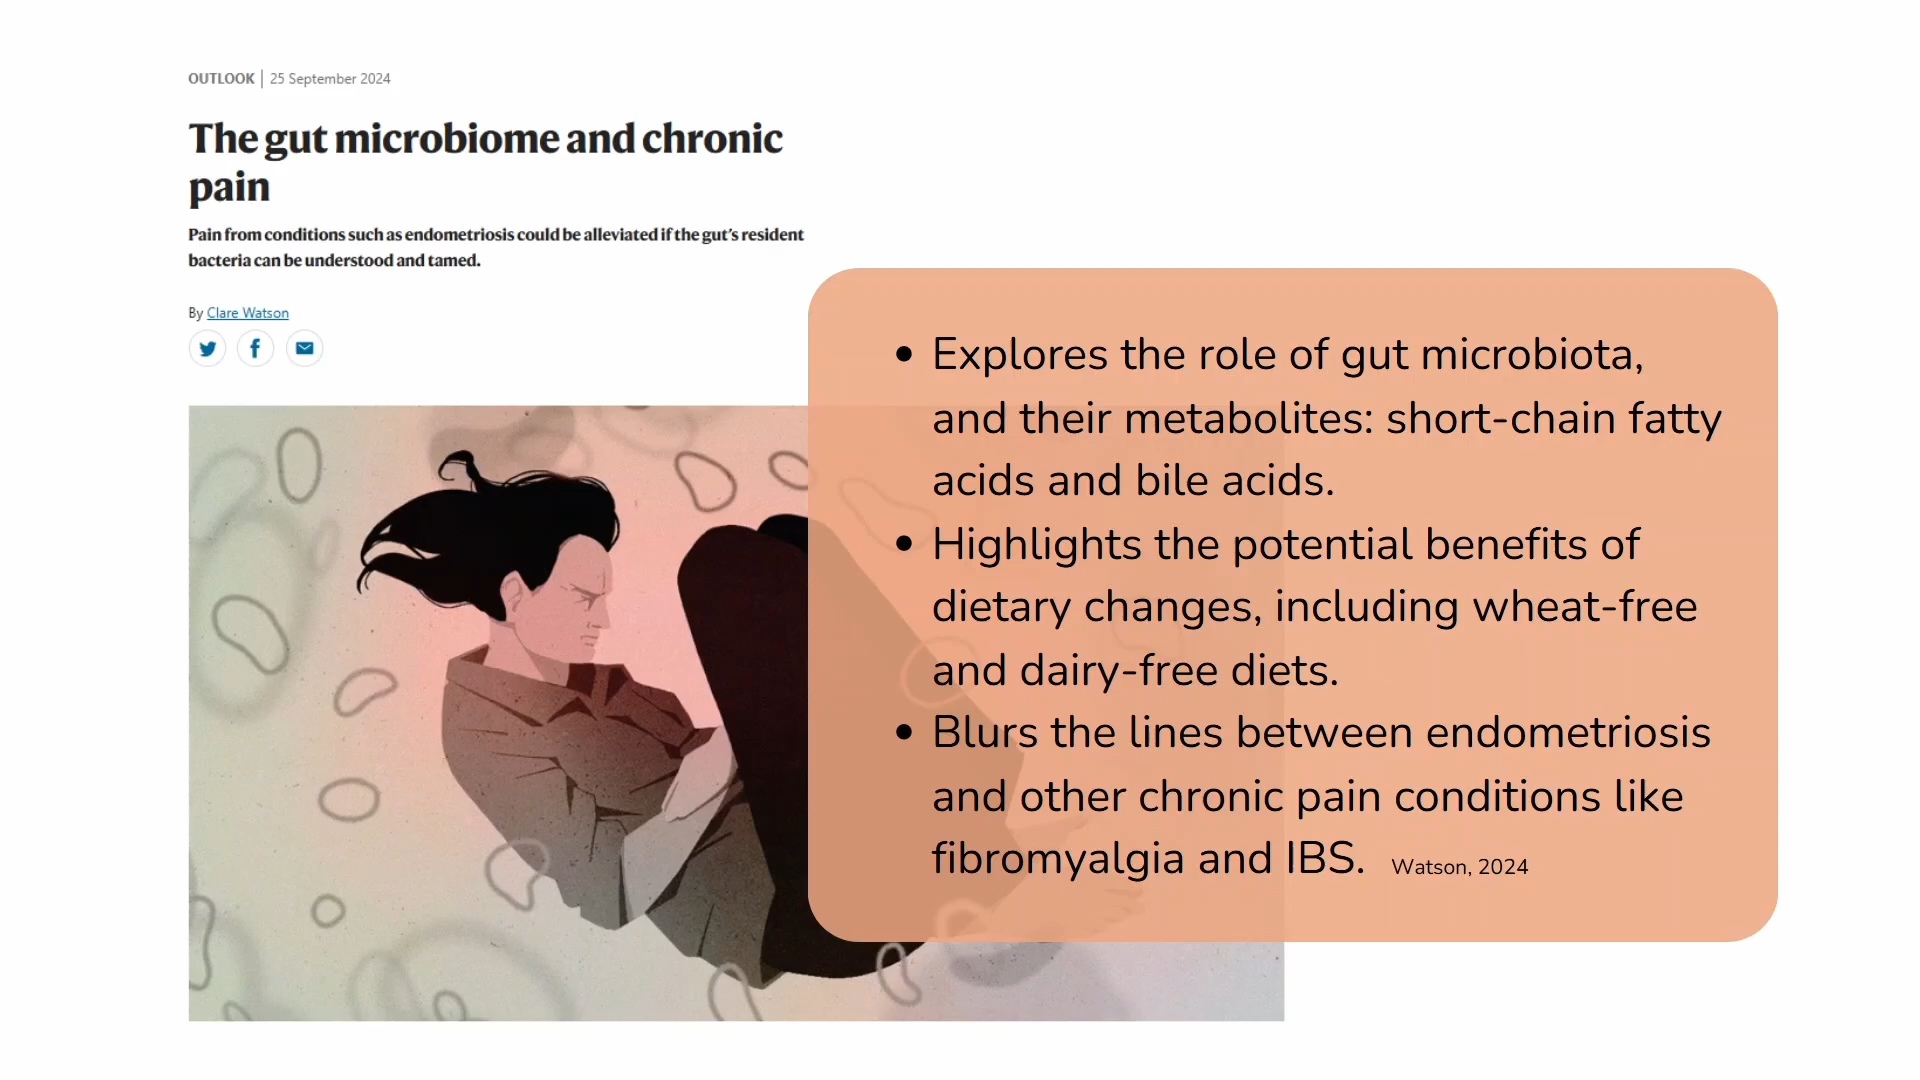 OUTLOOK | 25 September 2024
The gut microbiome and chronic
pain
Pain from conditions such as endometriosis could be alleviated if the gut’s resident
bacteria can be understood and tamed.
By Clare Watson
• Explores the role of gut microbiota,
and their metabolites: short-chain fatty
acids and bile acids.
• Highlights the potential benefits of
dietary changes, including wheat-free
and dairy-free diets.
• Blurs the lines between endometriosis
and other chronic pain conditions like
fibromyalgia and IBS. Watson, 2024